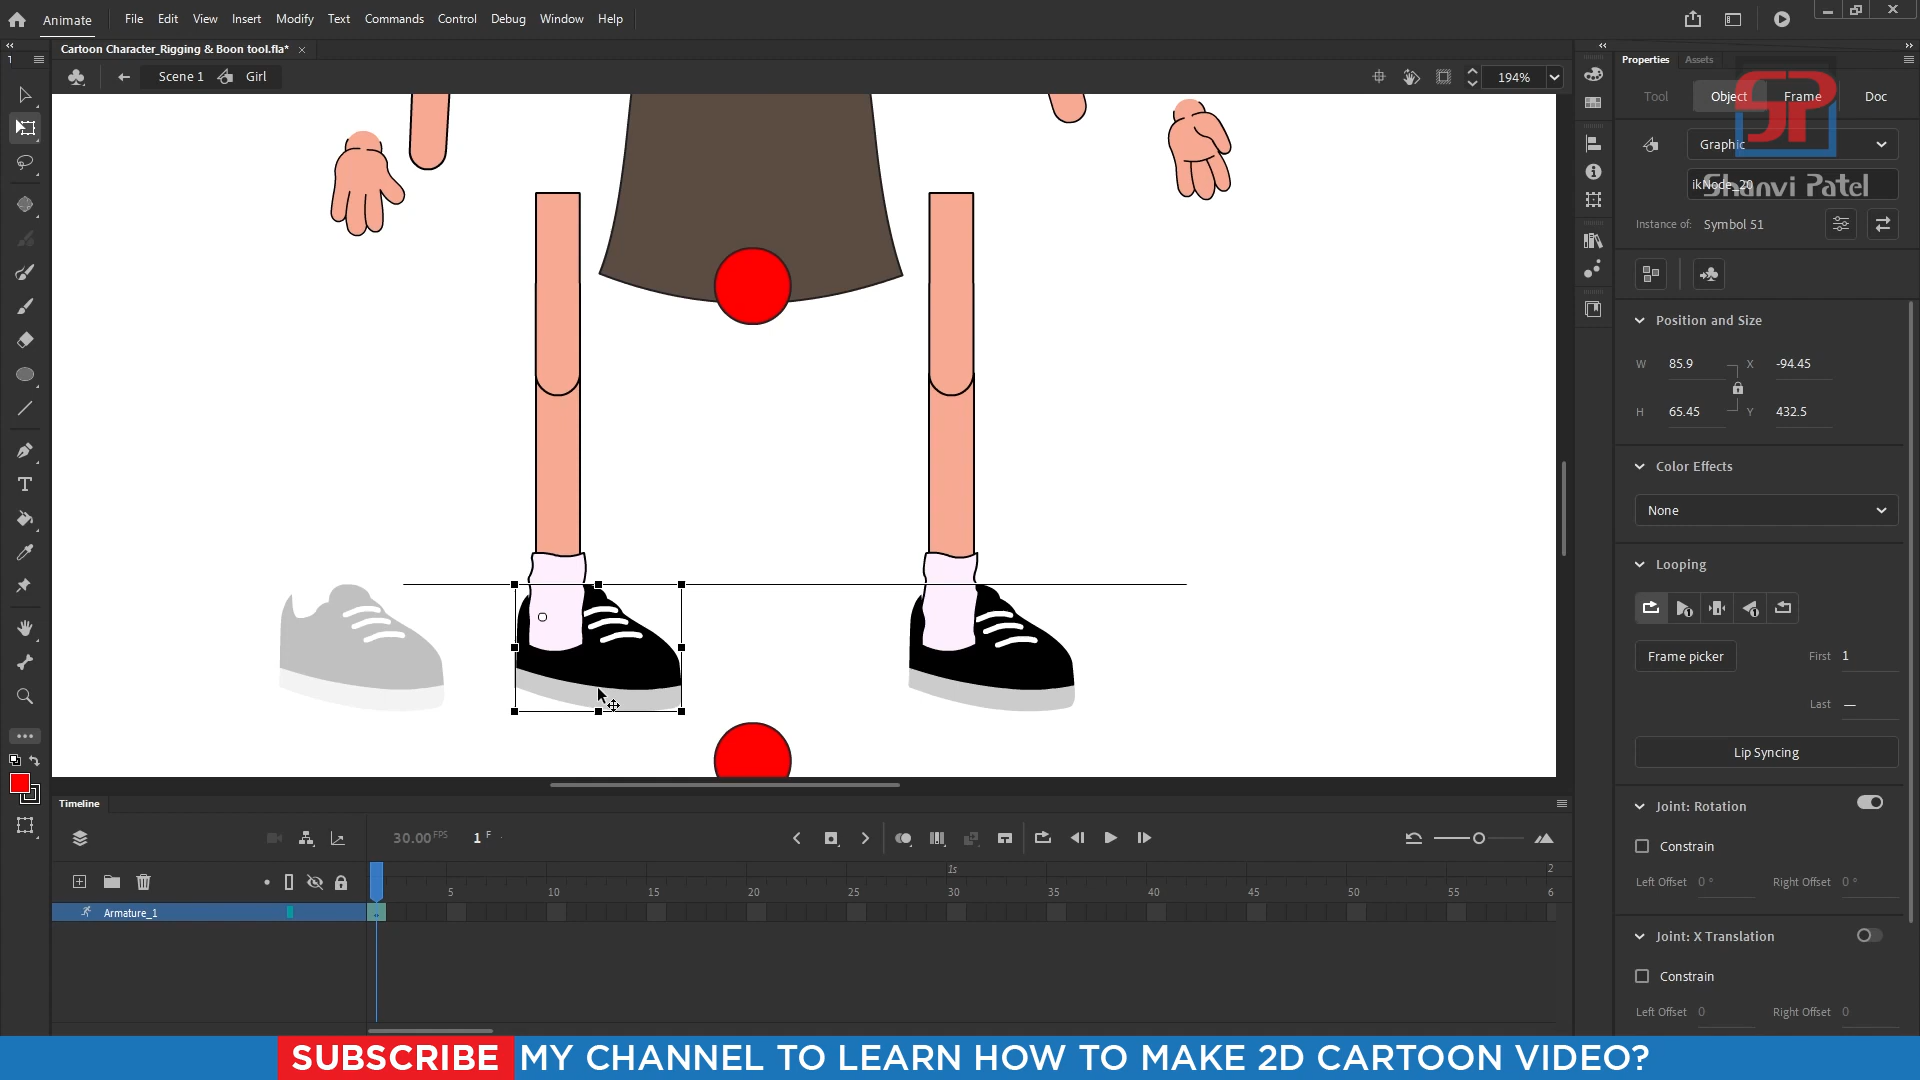 Animate File Edit View Insert Modify Text Commands Control Debug Window Help
Cartoon Character_Rigging & Boon tool.fla*
Scene 1 Girl 194%
Properties Assets
Tool Object Frame Doc
Graphic
ikNode_20
Shanvi Patel
Instance of: Symbol 51
Position and Size
W 85.9 X -94.45
H 65.45 Y 432.5
Color Effects
None
Looping
Frame picker First 1
Last —
Lip Syncing
Joint: Rotation
Constrain
Left Offset 0 ° Right Offset 0 °
Joint: X Translation
Constrain
Left Offset 0 Right Offset 0
Timeline
30.00 FPS 1 F
1s 2
5 10 15 20 25 30 35 40 45 50 55 6
Armature_1
SUBSCRIBE MY CHANNEL TO LEARN HOW TO MAKE 2D CARTOON VIDEO?